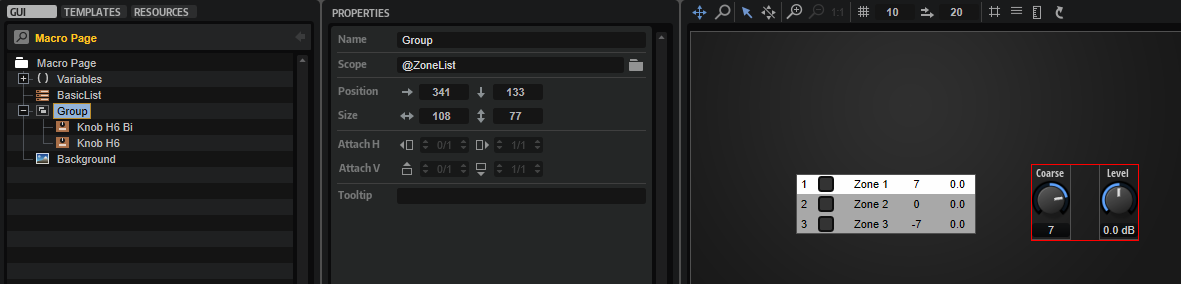 GUI TEMPLATES RESOURCES
Macro Page
Macro Page
Variables
BasicList
Group
Knob H6 Bi
Knob H6
Background
PROPERTIES
Name Group
Scope @ZoneList
Position 341 133
Size 108 77
Attach H 0/1 1/1
Attach V 0/1 1/1
Tooltip
1:1 10 20
1 Zone 1 7 0.0
2 Zone 2 0 0.0
3 Zone 3 -7 0.0
Coarse Level
7 0.0 dB